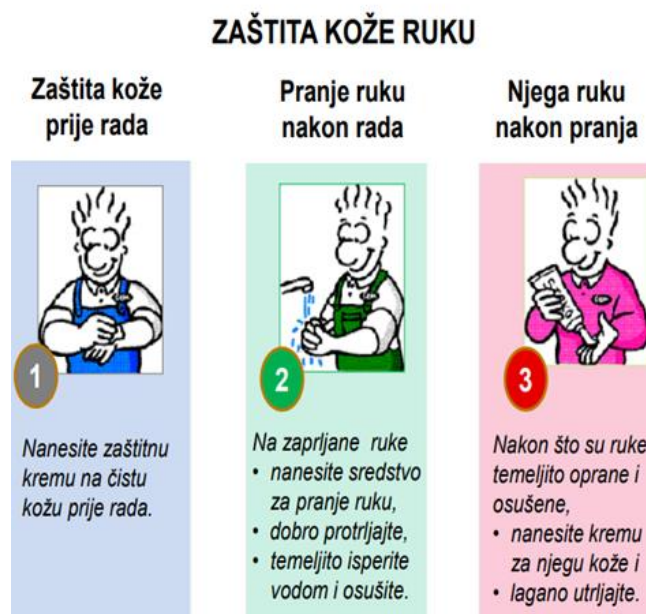 ZAŠTITA KOŽE RUKU
Zaštita kože
prije rada
1
Nanesite zaštitnu
kremu na čistu
kožu prije rada.
Pranje ruku
nakon rada
2
Na zaprljane ruke
• nanesite sredstvo
za pranje ruku,
• dobro protrljajte,
• temeljito isperite
vodom i osušite.
Njega ruku
nakon pranja
3
Nakon što su ruke
temeljito oprane i
osušene,
• nanesite kremu
za njegu kože i
• lagano utrljajte.